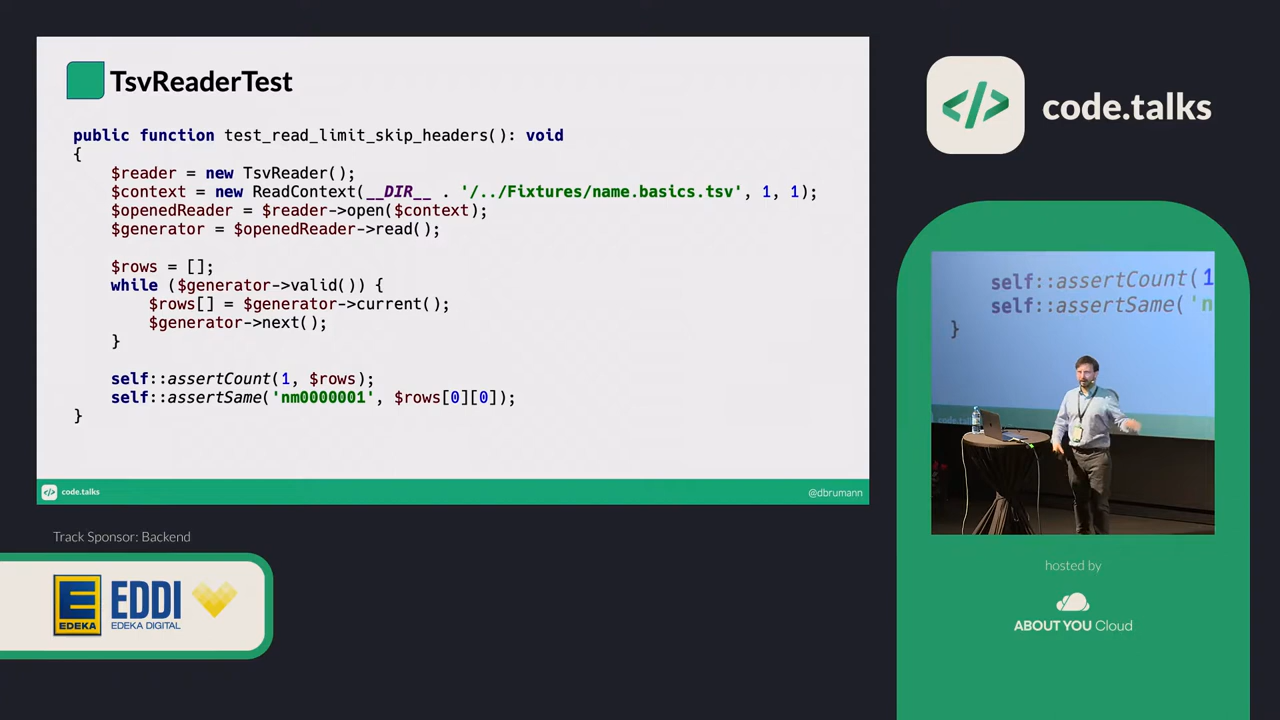 TsvReaderTest
public function test_read_limit_skip_headers(): void
{
$reader = new TsvReader();
$context = new ReadContext(__DIR__ . '/../Fixtures/name.basics.tsv', 1, 1);
$openedReader = $reader->open($context);
$generator = $openedReader->read();
$rows = [];
while ($generator->valid()) {
$rows[] = $generator->current();
$generator->next();
}
self::assertCount(1, $rows);
self::assertSame('nm0000001', $rows[0][0]);
}
</> code.talks
@dbrumann
Track Sponsor: Backend
E
EDEKA
EDDI
EDEKA DIGITAL
</> code.talks
self::assertCount(1
self::assertSame('n
}
hosted by
ABOUT YOU Cloud